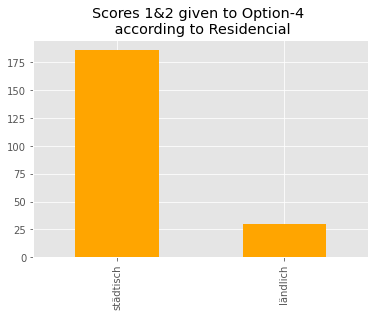 Scores 1&2 given to Option-4
according to Residencial
175
150
125
100
75
50
25
0
städtisch
ländlich